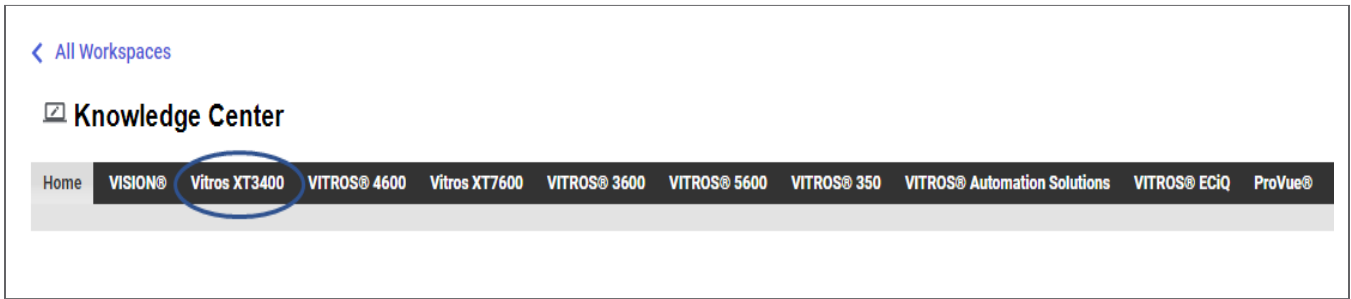 All Workspaces
Knowledge Center
Home VISION® Vitros XT3400 VITROS® 4600 Vitros XT7600 VITROS® 3600 VITROS® 5600 VITROS® 350 VITROS® Automation Solutions VITROS® ECiQ ProVue®